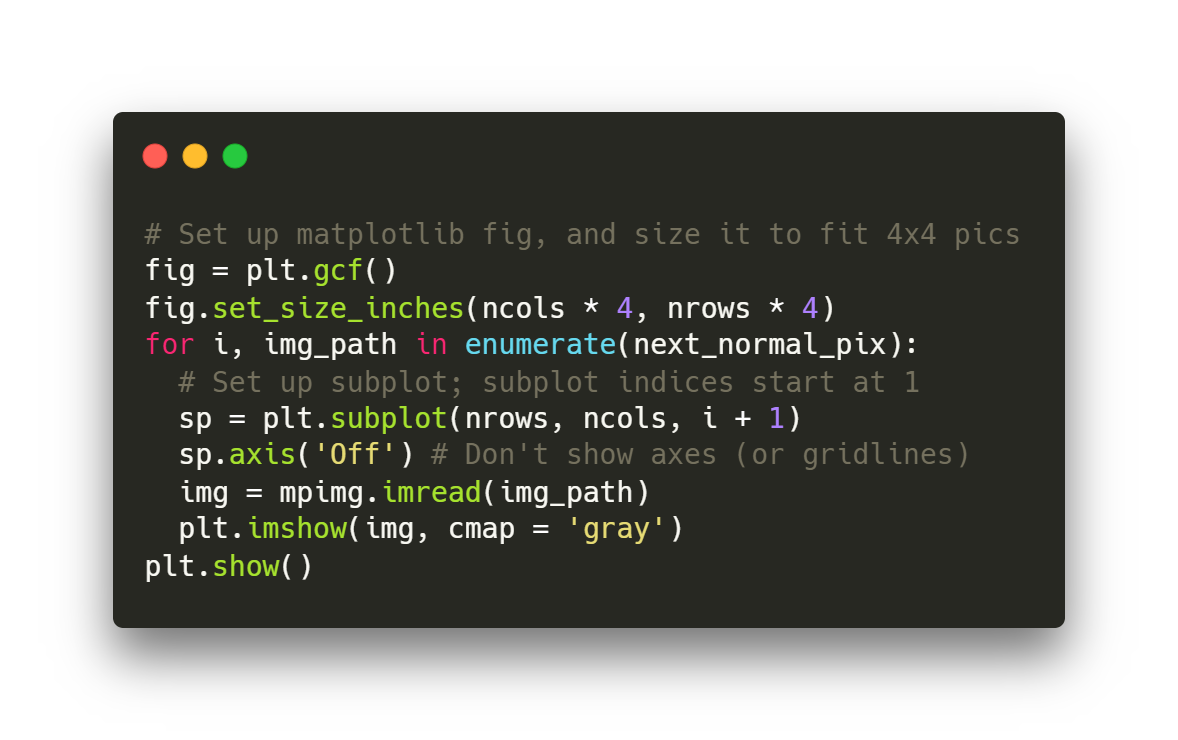 # Set up matplotlib fig, and size it to fit 4x4 pics
fig = plt.gcf()
fig.set_size_inches(ncols * 4, nrows * 4)
for i, img_path in enumerate(next_normal_pix):
  # Set up subplot; subplot indices start at 1
  sp = plt.subplot(nrows, ncols, i + 1)
  sp.axis('Off') # Don't show axes (or gridlines)
  img = mpimg.imread(img_path)
  plt.imshow(img, cmap = 'gray')
plt.show()